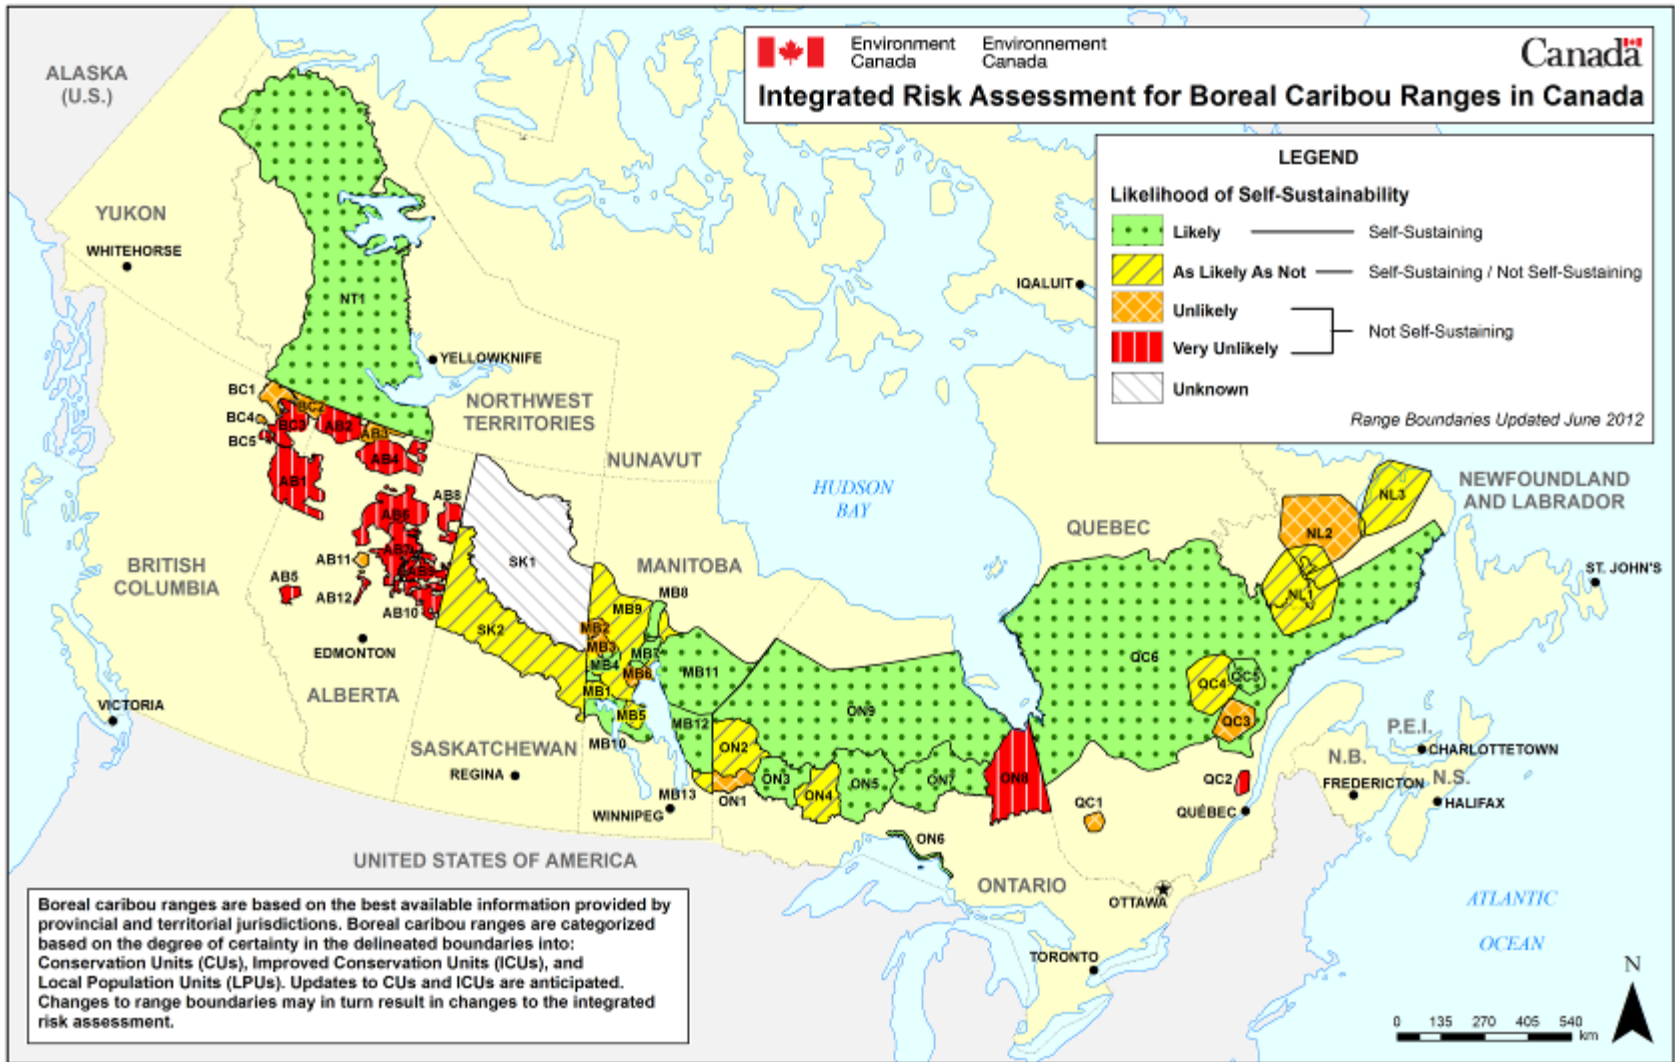 Environment Canada
Environnement Canada
Canada
Integrated Risk Assessment for Boreal Caribou Ranges in Canada
LEGEND
Likelihood of Self-Sustainability
Likely
Self-Sustaining
As Likely As Not
Self-Sustaining / Not Self-Sustaining
Unlikely
Very Unlikely
Not Self-Sustaining
Unknown
Range Boundaries Updated June 2012
ALASKA
(U.S.)
YUKON
WHITEHORSE
NT1
YELLOWKNIFE
NORTHWEST
TERRITORIES
NUNAVUT
IQALUIT
HUDSON
BAY
QUEBEC
NEWFOUNDLAND
AND LABRADOR
ST. JOHN'S
BRITISH
COLUMBIA
BC1
BC2
BC4
BC3
BC5
AB2
AB3
AB4
AB1
AB8
AB6
AB7
AB11
AB9
AB5
AB12
AB10
EDMONTON
ALBERTA
VICTORIA
SK1
SK2
SASKATCHEWAN
REGINA
MANITOBA
MB8
MB9
MB2
MB3
MB7
MB4
MB6
MB11
MB1
MB5
MB12
MB10
MB13
WINNIPEG
ON9
ON2
ON1
ON3
ON4
ON5
ON7
ON8
ON6
ONTARIO
OTTAWA
TORONTO
NL3
NL2
NL1
QC6
QC4
QC5
QC3
QC2
QC1
QUÉBEC
P.E.I.
CHARLOTTETOWN
N.B.
FREDERICTON
N.S.
HALIFAX
UNITED STATES OF AMERICA
ATLANTIC
OCEAN
Boreal caribou ranges are based on the best available information provided by
provincial and territorial jurisdictions. Boreal caribou ranges are categorized
based on the degree of certainty in the delineated boundaries into:
Conservation Units (CUs), Improved Conservation Units (ICUs), and
Local Population Units (LPUs). Updates to CUs and ICUs are anticipated.
Changes to range boundaries may in turn result in changes to the integrated
risk assessment.
N
0 135 270 405 540
km